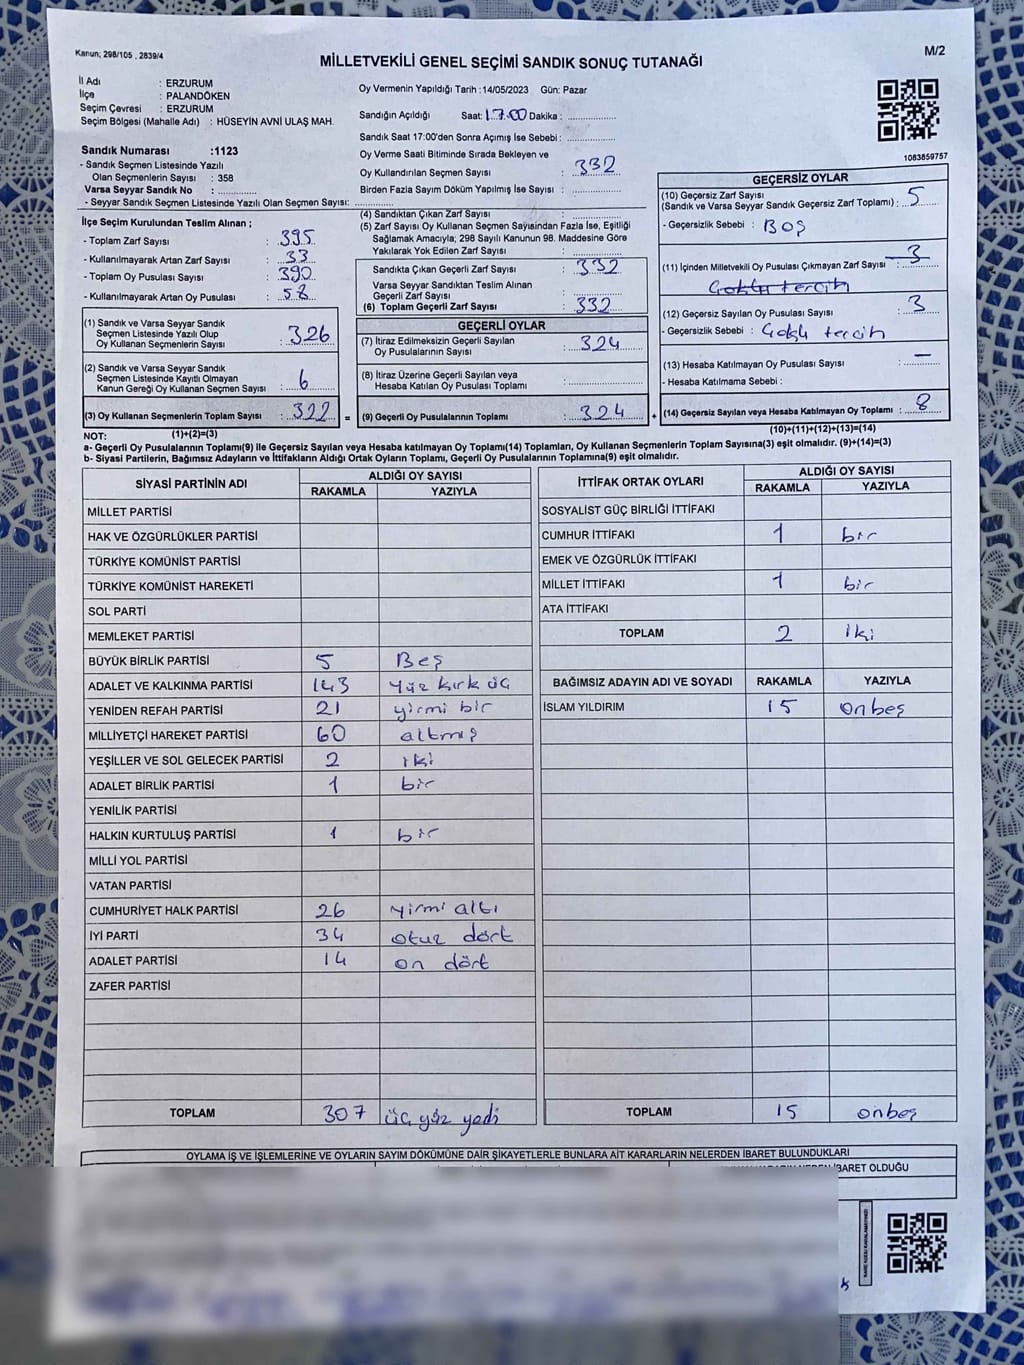 Kanun; 298/105 , 2839/4
M/2
MİLLETVEKİLİ GENEL SEÇİMİ SANDIK SONUÇ TUTANAĞI
İl Adı : ERZURUM
İlçe : PALANDÖKEN
Seçim Çevresi : ERZURUM
Seçim Bölgesi (Mahalle Adı) : HÜSEYİN AVNİ ULAŞ MAH.
Sandık Numarası :1123
- Sandık Seçmen Listesinde Yazılı
Olan Seçmenlerin Sayısı : 358
Varsa Seyyar Sandık No : ..............
- Seyyar Sandık Seçmen Listesinde Yazılı Olan Seçmen Sayısı: ..............
Oy Vermenin Yapıldığı Tarih :14/05/2023 Gün: Pazar
Sandığın Açıldığı Saat: 17.00 Dakika : ..............
Sandık Saat 17:00'den Sonra Açımış İse Sebebi: ..............
Oy Verme Saati Bitiminde Sırada Bekleyen ve
Oy Kullandırılan Seçmen Sayısı : 332
Birden Fazla Sayım Döküm Yapılmış İse Sayısı : ..............
1083859757
İlçe Seçim Kurulundan Teslim Alınan ;
- Toplam Zarf Sayısı : 395
- Kullanılmayarak Artan Zarf Sayısı : 33
- Toplam Oy Pusulası Sayısı : 390
- Kullanılmayarak Artan Oy Pusulası : 58
(1) Sandık ve Varsa Seyyar Sandık
Seçmen Listesinde Yazılı Olup
Oy Kullanan Seçmenlerin Sayısı : 326
(2) Sandık ve Varsa Seyyar Sandık
Seçmen Listesinde Kayıtlı Olmayan
Kanun Gereği Oy Kullanan Seçmen Sayısı : 6
(3) Oy Kullanan Seçmenlerin Toplam Sayısı : 322 =
(1)+(2)=(3)
(4) Sandıktan Çıkan Zarf Sayısı : ..............
(5) Zarf Sayısı Oy Kullanan Seçmen Sayısından Fazla İse, Eşitliği
Sağlamak Amacıyla; 298 Sayılı Kanunun 98. Maddesine Göre
Yakılarak Yok Edilen Zarf Sayısı : ..............
Sandıkta Çıkan Geçerli Zarf Sayısı : 332
Varsa Seyyar Sandıktan Teslim Alınan
Geçerli Zarf Sayısı : ..............
(6) Toplam Geçerli Zarf Sayısı : 332
GEÇERLİ OYLAR
(7) İtiraz Edilmeksizin Geçerli Sayılan
Oy Pusulalarının Sayısı : 324
(8) İtiraz Üzerine Geçerli Sayılan veya
Hesaba Katılan Oy Pusulası Toplamı : ..............
(9) Geçerli Oy Pusulalarının Toplamı : 324 +
GEÇERSİZ OYLAR
(10) Geçersiz Zarf Sayısı
(Sandık ve Varsa Seyyar Sandık Geçersiz Zarf Toplamı) : 5
- Geçersizlik Sebebi : BOŞ
(11) İçinden Milletvekili Oy Pusulası Çıkmayan Zarf Sayısı : 3
Çoklu tercih
(12) Geçersiz Sayılan Oy Pusulası Sayısı : 3
- Geçersizlik Sebebi : Çoklu tercih
(13) Hesaba Katılmayan Oy Pusulası Sayısı : —
- Hesaba Katılmama Sebebi :
(14) Geçersiz Sayılan veya Hesaba Katılmayan Oy Toplamı : 8
(10)+(11)+(12)+(13)=(14)
NOT:
a- Geçerli Oy Pusulalarının Toplamı(9) ile Geçersiz Sayılan veya Hesaba katılmayan Oy Toplamı(14) Toplamları, Oy Kullanan Seçmenlerin Toplam Sayısına(3) eşit olmalıdır. (9)+(14)=(3)
b- Siyasi Partilerin, Bağımsız Adayların ve İttifakların Aldığı Ortak Oyların Toplamı, Geçerli Oy Pusulalarının Toplamına(9) eşit olmalıdır.
SİYASİ PARTİNİN ADI ALDIĞI OY SAYISI
RAKAMLA YAZIYLA
MİLLET PARTİSİ
HAK VE ÖZGÜRLÜKLER PARTİSİ
TÜRKİYE KOMÜNİST PARTİSİ
TÜRKİYE KOMÜNİST HAREKETİ
SOL PARTİ
MEMLEKET PARTİSİ
BÜYÜK BİRLİK PARTİSİ 5 Beş
ADALET VE KALKINMA PARTİSİ 143 yüz kırk üç
YENİDEN REFAH PARTİSİ 21 yirmi bir
MİLLİYETÇİ HAREKET PARTİSİ 60 altmış
YEŞİLLER VE SOL GELECEK PARTİSİ 2 iki
ADALET BİRLİK PARTİSİ 1 bir
YENİLİK PARTİSİ
HALKIN KURTULUŞ PARTİSİ 1 bir
MİLLİ YOL PARTİSİ
VATAN PARTİSİ
CUMHURİYET HALK PARTİSİ 26 yirmi altı
İYİ PARTİ 34 otuz dört
ADALET PARTİSİ 14 on dört
ZAFER PARTİSİ
TOPLAM 307 üç yüz yedi
İTTİFAK ORTAK OYLARI ALDIĞI OY SAYISI
RAKAMLA YAZIYLA
SOSYALİST GÜÇ BİRLİĞİ İTTİFAKI
CUMHUR İTTİFAKI 1 bir
EMEK VE ÖZGÜRLÜK İTTİFAKI
MİLLET İTTİFAKI 1 bir
ATA İTTİFAKI
TOPLAM 2 iki
BAĞIMSIZ ADAYIN ADI VE SOYADI RAKAMLA YAZIYLA
İSLAM YILDIRIM 15 onbeş
TOPLAM 15 onbeş
OYLAMA İŞ VE İŞLEMLERİNE VE OYLARIN SAYIM DÖKÜMÜNE DAİR ŞİKAYETLERLE BUNLARA AİT KARARLARIN NELERDEN İBARET BULUNDUKLARI
İBARET OLDUĞU